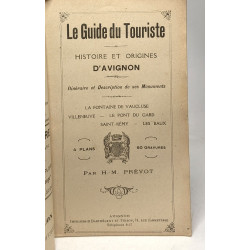 Le Guide du Touriste
HISTOIRE ET ORIGINES
D'AVIGNON
Itinéraire et Description de ses Monuments
LA FONTAINE DE VAUCLUSE
VILLENEUVE — LE PONT DU GARD
SAINT REMY — LES BAUX
4 PLANS
60 GRAVURES
PAR H. M. PRÉVOT
AVIGNON